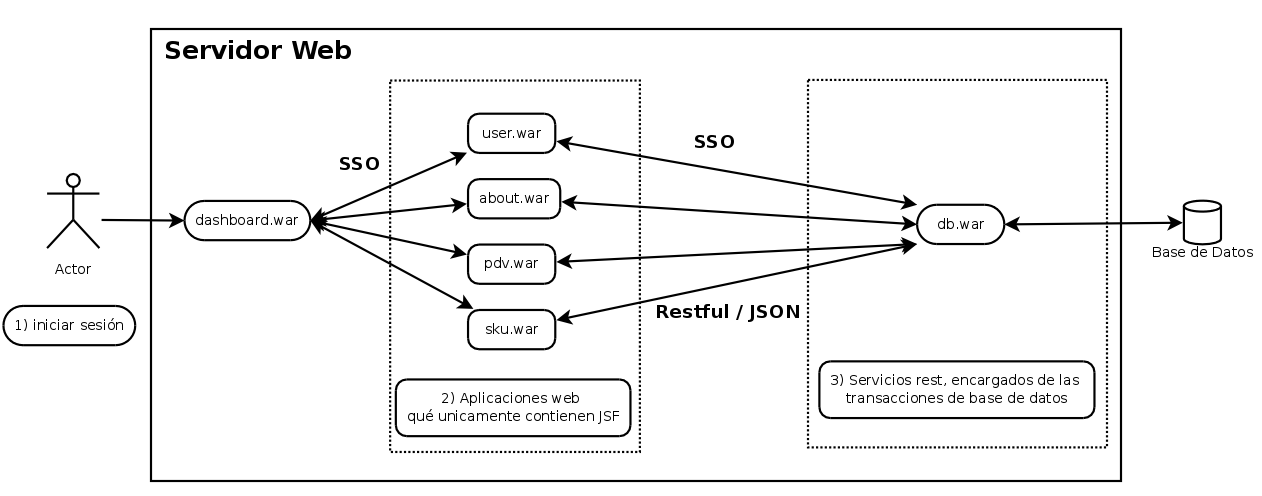 Servidor Web
user.war
SSO
SSO
about.war
dashboard.war
db.war
Base de Datos
pdv.war
Actor
Restful / JSON
1) iniciar sesión
sku.war
2) Aplicaciones web
qué unicamente contienen JSF
3) Servicios rest, encargados de las
transacciones de base de datos